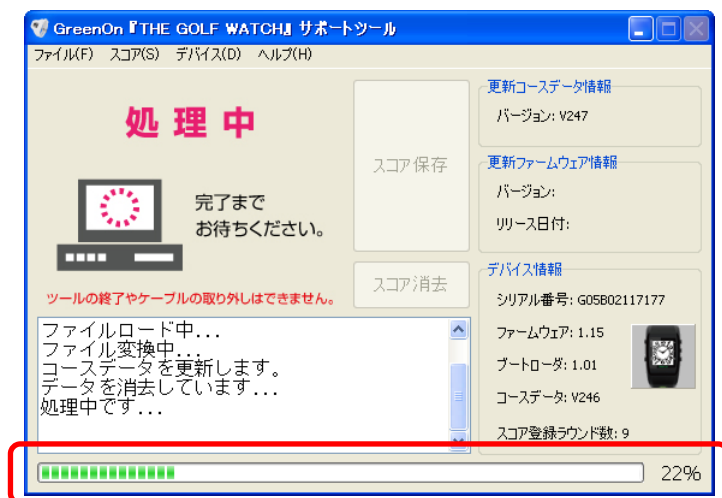 GreenOn『THE GOLF WATCH』サポートツール
ファイル(F) スコア(S) デバイス(D) ヘルプ(H)
処理中
完了まで
お待ちください。
ツールの終了やケーブルの取り外しはできません。
スコア保存
スコア消去
更新コースデータ情報
バージョン: V247
更新ファームウェア情報
バージョン:
リリース日付:
デバイス情報
シリアル番号: G05B02117177
ファームウェア: 1.15
ブートローダ: 1.01
コースデータ: V246
スコア登録ラウンド数: 9
ファイルロード中...
ファイル変換中...
コースデータを更新します。
データを消去しています...
処理中です...
22%